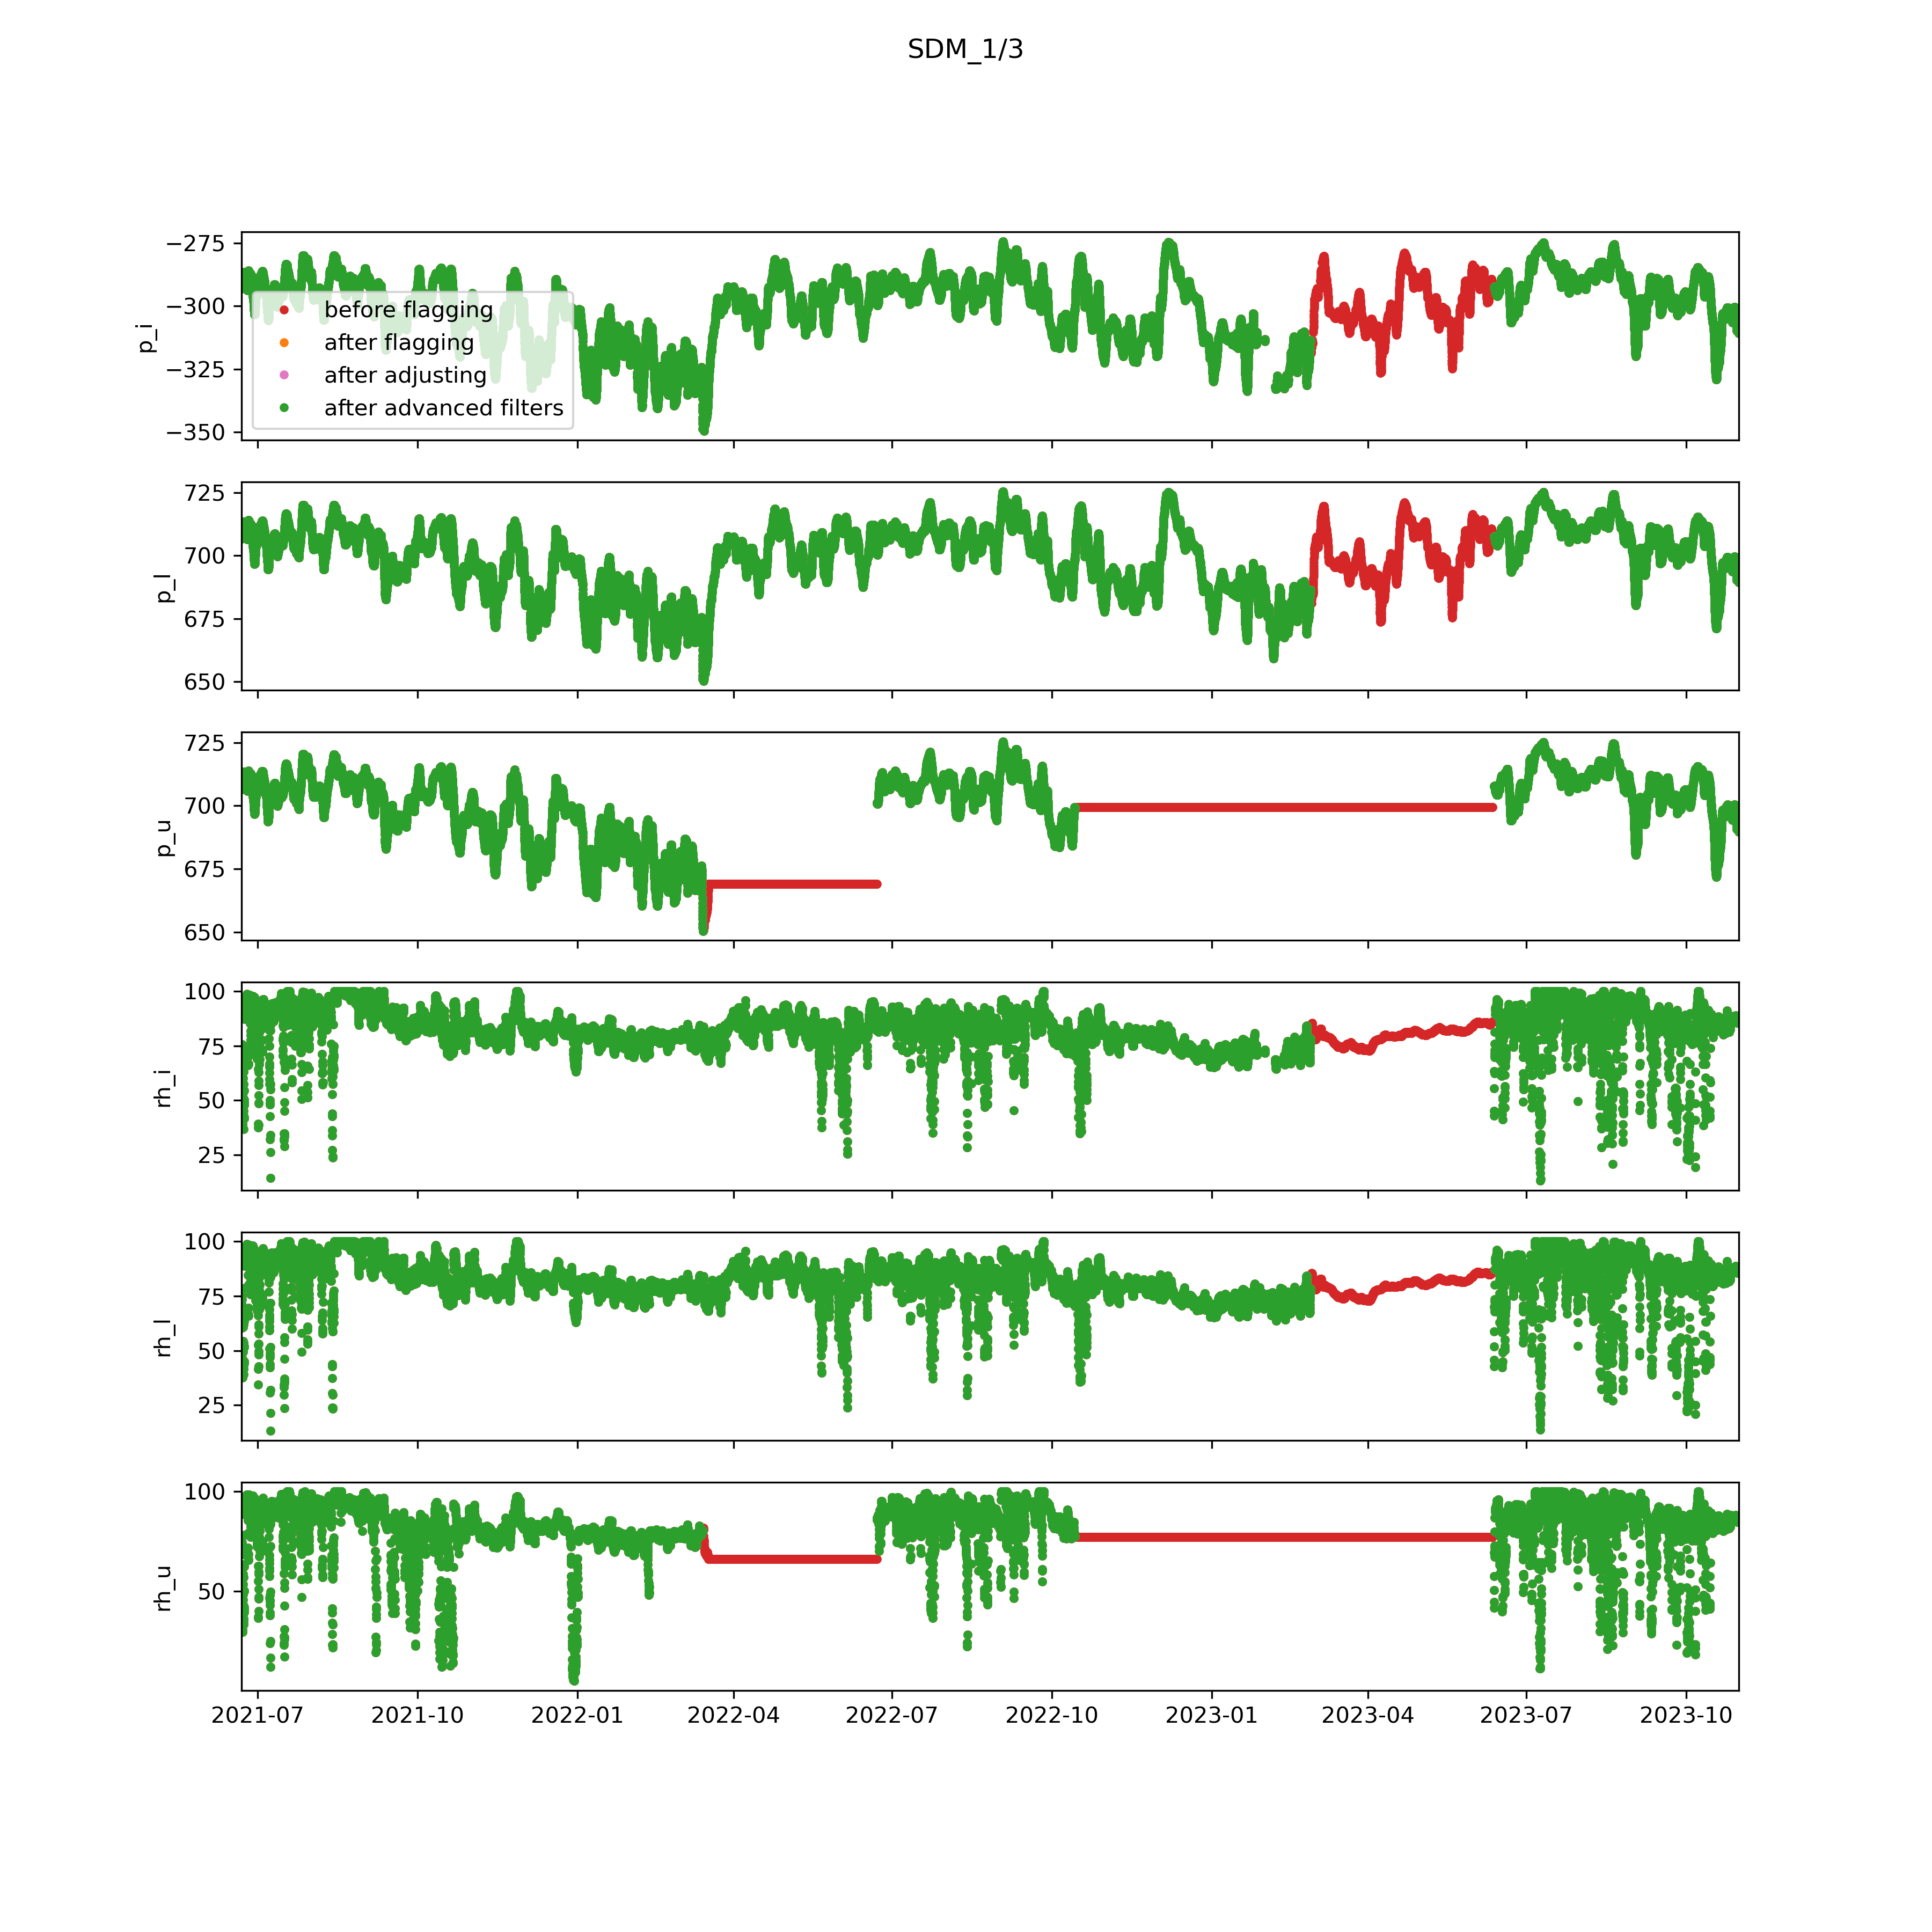 SDM_1/3
−275
−300
−325
−350
p_i
before flagging
after flagging
after adjusting
after advanced filters
725
700
675
650
p_l
725
700
675
650
p_u
100
75
50
25
rh_i
100
75
50
25
rh_l
100
50
rh_u
2021-07 2021-10 2022-01 2022-04 2022-07 2022-10 2023-01 2023-04 2023-07 2023-10